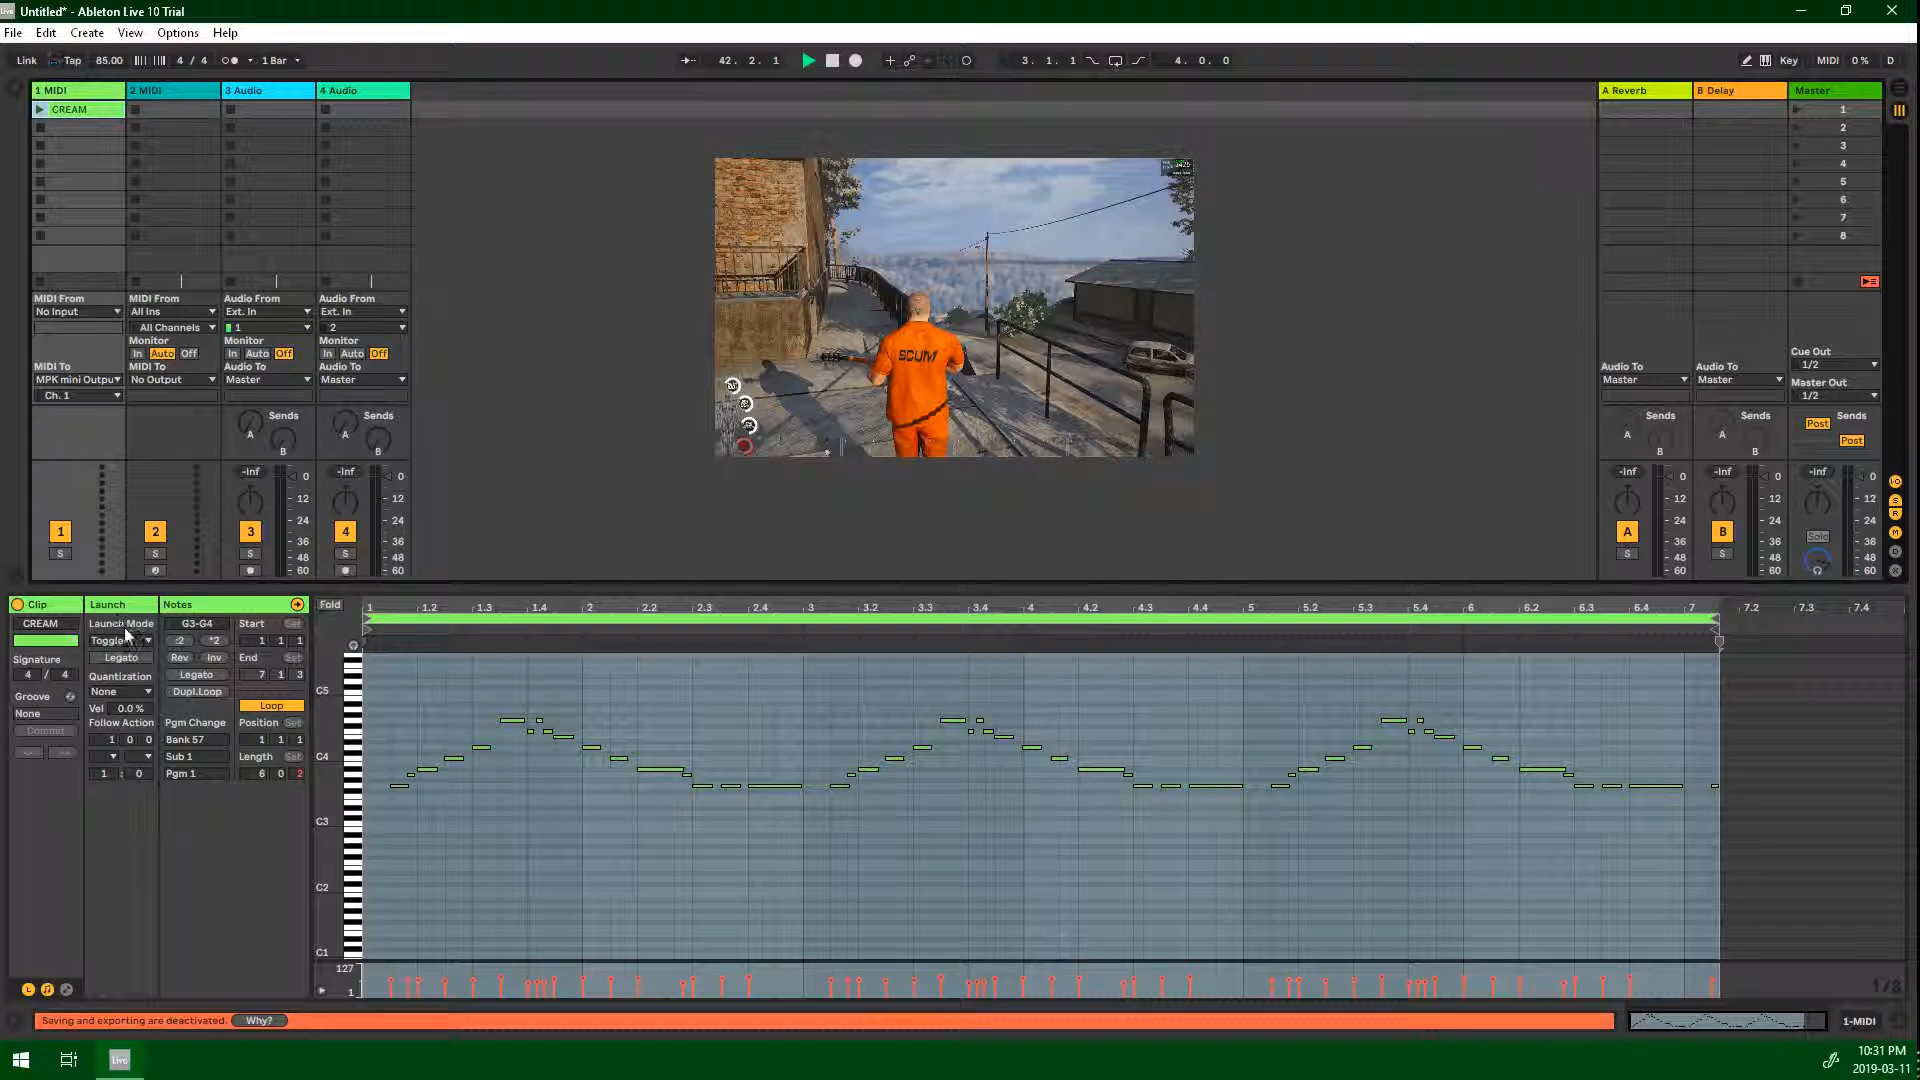 Untitled* - Ableton Live 10 Trial
File Edit Create View Options Help
Link Tap 85.00 4 / 4 1 Bar 42. 2. 1 3. 1. 1 4. 0. 0 Key MIDI 0% D
1 MIDI 2 MIDI 3 Audio 4 Audio A Reverb B Delay Master
CREAM 1
2
3
4
5
6
7
8
MIDI From MIDI From Audio From Audio From
No Input All Ins Ext. In Ext. In
All Channels 1 2
Monitor Monitor Monitor
In Auto Off In Auto Off In Auto Off
MIDI To MIDI To Audio To Audio To
MPK mini Outpu No Output Master Master
Ch. 1
SCUM
Cue Out
Audio To Audio To 1/2
Master Master Master Out
1/2
Sends Sends Sends Sends Sends
A B A B A B A B Post Post
-Inf -Inf -Inf -Inf -Inf
0 0 0 0 0
12 12 12 12 12
24 24 24 24 24
36 36 36 36 36
48 48 48 48 48
60 60 60 60 60
1 2 3 4 A B Solo
S S S S S S
Clip Launch Notes Fold 1 1.2 1.3 1.4 2 2.2 2.3 2.4 3 3.2 3.3 3.4 4 4.2 4.3 4.4 5 5.2 5.3 5.4 6 6.2 6.3 6.4 7 7.2 7.3 7.4
CREAM Launch Mode G3-G4 Start Set
Toggle :2 *2 1 1 1
Signature Legato Rev Inv End Set
4 / 4 Quantization Legato 7 1 3
Groove None Dupl.Loop
None Vel 0.0 % Loop
Commit Follow Action Pgm Change Position Set
1 0 0 Bank 57 1 1 1
Sub 1 Length Set
1 : 0 Pgm 1 6 0 2
C5
C4
C3
C2
C1
127
1
1/8
Saving and exporting are deactivated. Why? 1-MIDI
Live
10:31 PM
2019-03-11